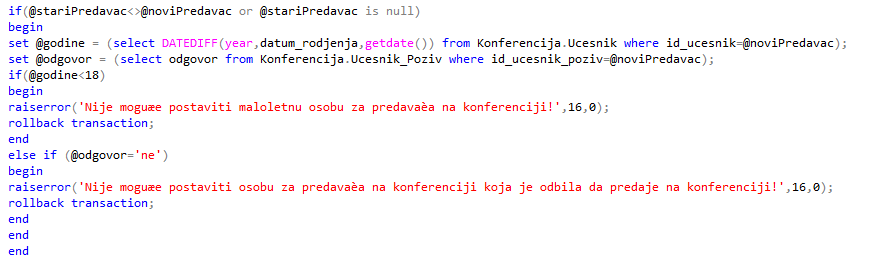 if(@stariPredavac<>@noviPredavac or @stariPredavac is null)
begin
set @godine = (select DATEDIFF(year,datum_rodjenja,getdate()) from Konferencija.Ucesnik where id_ucesnik=@noviPredavac);
set @odgovor = (select odgovor from Konferencija.Ucesnik_Poziv where id_ucesnik_poziv=@noviPredavac);
if(@godine<18)
begin
raiserror('Nije moguæe postaviti maloletnu osobu za predavaèa na konferenciji!',16,0);
rollback transaction;
end
else if (@odgovor='ne')
begin
raiserror('Nije moguæe postaviti osobu za predavaèa na konferenciji koja je odbila da predaje na konferenciji!',16,0);
rollback transaction;
end
end
end